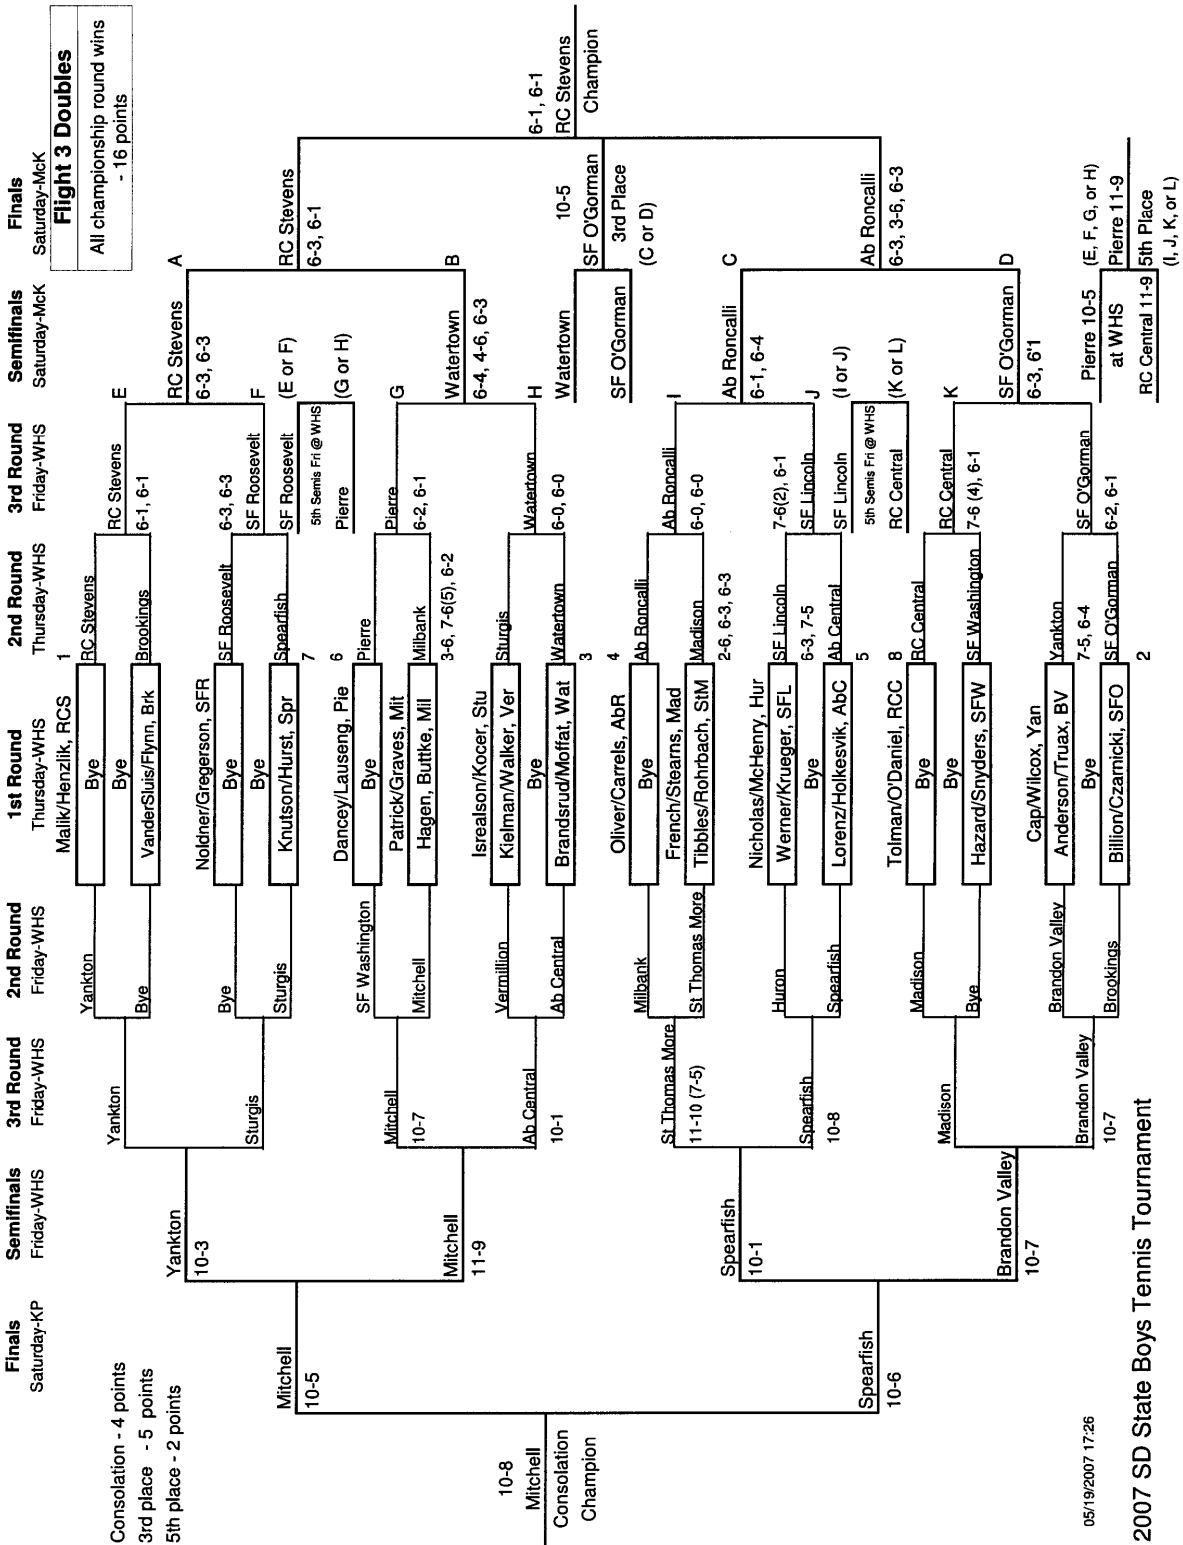 Finals
Saturday-KP
Semifinals
Friday-WHS
3rd Round
Friday-WHS
2nd Round
Friday-WHS
1st Round
Thursday-WHS
2nd Round
Thursday-WHS
3rd Round
Friday-WHS
Semifinals
Saturday-McK
Finals
Saturday-McK
Flight 3 Doubles
All championship round wins
- 16 points
Consolation - 4 points
3rd place - 5 points
5th place - 2 points
10-8
Mitchell
Consolation
Champion
Mitchell
10-5
Spearfish
10-6
Yankton
10-3
Mitchell
11-9
Spearfish
10-1
Brandon Valley
10-7
Yankton
Sturgis
Mitchell
10-7
Ab Central
10-1
St Thomas More
11-10 (7-5)
Spearfish
10-8
Madison
Brandon Valley
10-7
Yankton
Bye
Bye
Sturgis
SF Washington
Mitchell
Vermillion
Ab Central
Milbank
St Thomas More
Huron
Spearfish
Madison
Bye
Brandon Valley
Brookings
Malik/Henzlik, RCS
1
Bye
Bye
VanderSluis/Flynn, Brk
Noldner/Gregerson, SFR
Bye
Bye
Knutson/Hurst, Spr
7
Dancey/Lauseng, Pie
6
Bye
Patrick/Graves, Mit
Hagen, Buttke, Mil
Isrealson/Kocer, Stu
Kielman/Walker, Ver
Bye
Brandsrud/Moffat, Wat
3
Oliver/Carrels, AbR
4
Bye
French/Stearns, Mad
Tibbles/Rohrbach, StM
Nicholas/McHenry, Hur
Werner/Krueger, SFL
Bye
Lorenz/Holkesvik, AbC
5
Tolman/O'Daniel, RCC
8
Bye
Bye
Hazard/Snyders, SFW
Cap/Wilcox, Yan
Anderson/Truax, BV
Bye
Billion/Czarnicki, SFO
2
RC Stevens
Brookings
SF Roosevelt
Spearfish
Pierre
Milbank
3-6, 7-6(5), 6-2
Sturgis
Watertown
Ab Roncalli
Madison
2-6, 6-3, 6-3
SF Lincoln
6-3, 7-5
Ab Central
RC Central
SF Washington
Yankton
7-5, 6-4
SF O'Gorman
RC Stevens
6-1, 6-1
6-3, 6-3
SF Roosevelt
SF Roosevelt
5th Semis Fri @ WHS
Pierre
Pierre
6-2, 6-1
Watertown
6-0, 6-0
Ab Roncalli
6-0, 6-0
7-6(2), 6-1
SF Lincoln
SF Lincoln
5th Semis Fri @ WHS
RC Central
RC Central
7-6 (4), 6-1
SF O'Gorman
6-2, 6-1
E
RC Stevens
6-3, 6-3
F
(E or F)
(G or H)
G
Watertown
6-4, 4-6, 6-3
H
Watertown
SF O'Gorman
I
Ab Roncalli
6-1, 6-4
J
(I or J)
(K or L)
K
SF O'Gorman
6-3, 6'1
Pierre 10-5
at WHS
RC Central 11-9
A
RC Stevens
6-3, 6-1
B
10-5
SF O'Gorman
3rd Place
(C or D)
C
Ab Roncalli
6-3, 3-6, 6-3
D
(E, F, G, or H)
Pierre 11-9
5th Place
(I, J, K, or L)
6-1, 6-1
RC Stevens
Champion
05/19/2007 17:26
2007 SD State Boys Tennis Tournament